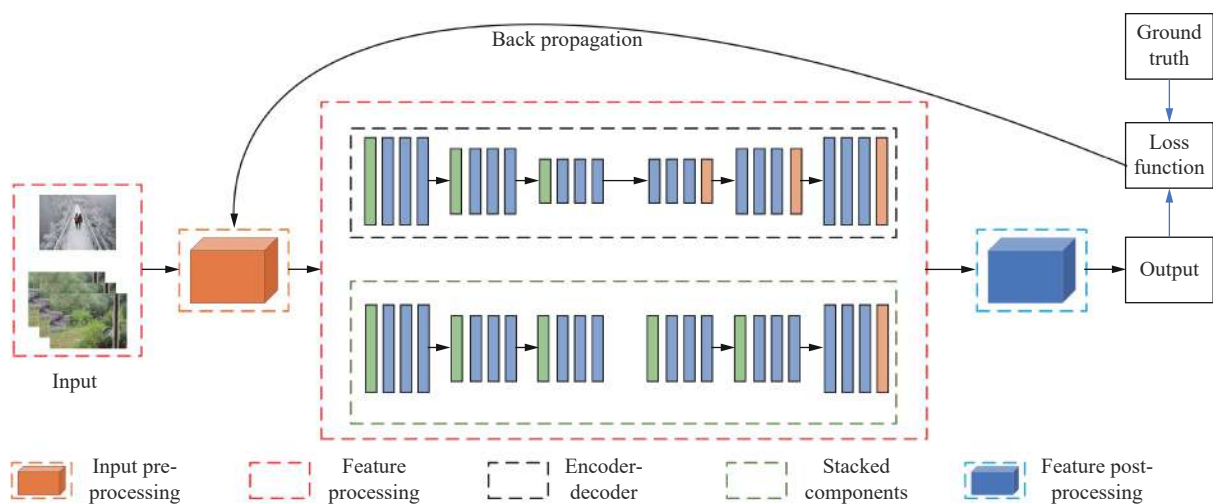 Back propagation
Ground
truth
Loss
function
Output
Input
Input pre-
processing
Feature
processing
Encoder-
decoder
Stacked
components
Feature post-
processing